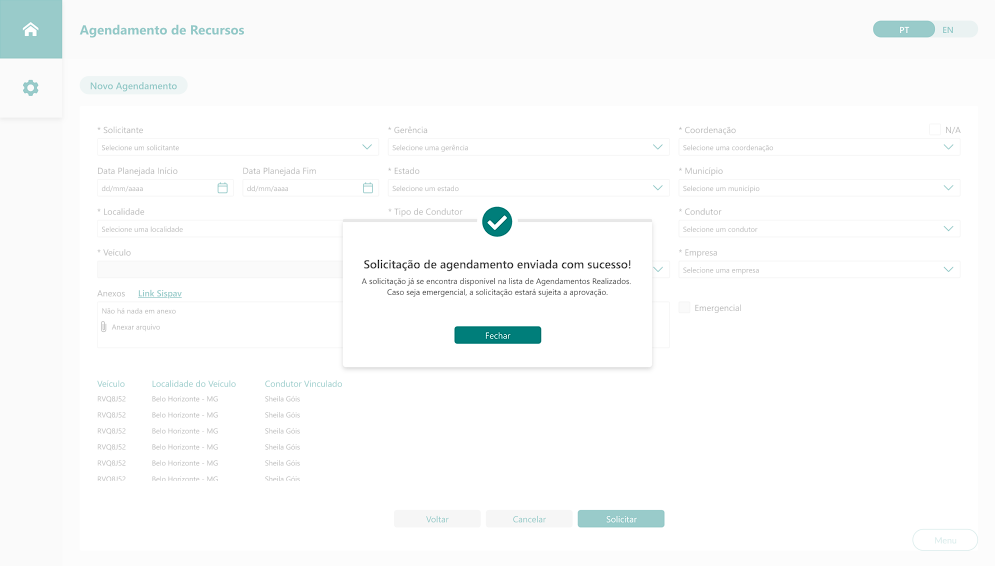 Agendamento de Recursos
PT
EN
Novo Agendamento
* Solicitante
* Gerência
* Coordenação
N/A
Selecione um solicitante
Selecione uma gerência
Selecione uma coordenação
Data Planejada Início
Data Planejada Fim
* Estado
* Município
dd/mm/aaaa
dd/mm/aaaa
Selecione um estado
Selecione um município
* Localidade
* Tipo de Condutor
* Condutor
Selecione uma localidade
Selecione um condutor
* Veículo
* Empresa
Selecione uma empresa
Solicitação de agendamento enviada com sucesso!
A solicitação já se encontra disponível na lista de Agendamentos Realizados.
Caso seja emergencial, a solicitação estará sujeita a aprovação.
Fechar
Anexos
Link Sispav
Não há nada em anexo
Anexar arquivo
Emergencial
Veículo
Localidade do Veículo
Condutor Vinculado
RVQ8J52
Belo Horizonte - MG
Sheila Góis
RVQ8J52
Belo Horizonte - MG
Sheila Góis
RVQ8J52
Belo Horizonte - MG
Sheila Góis
RVQ8J52
Belo Horizonte - MG
Sheila Góis
RVQ8J52
Belo Horizonte - MG
Sheila Góis
RVQ8J52
Belo Horizonte - MG
Sheila Góis
Voltar
Cancelar
Solicitar
Menu